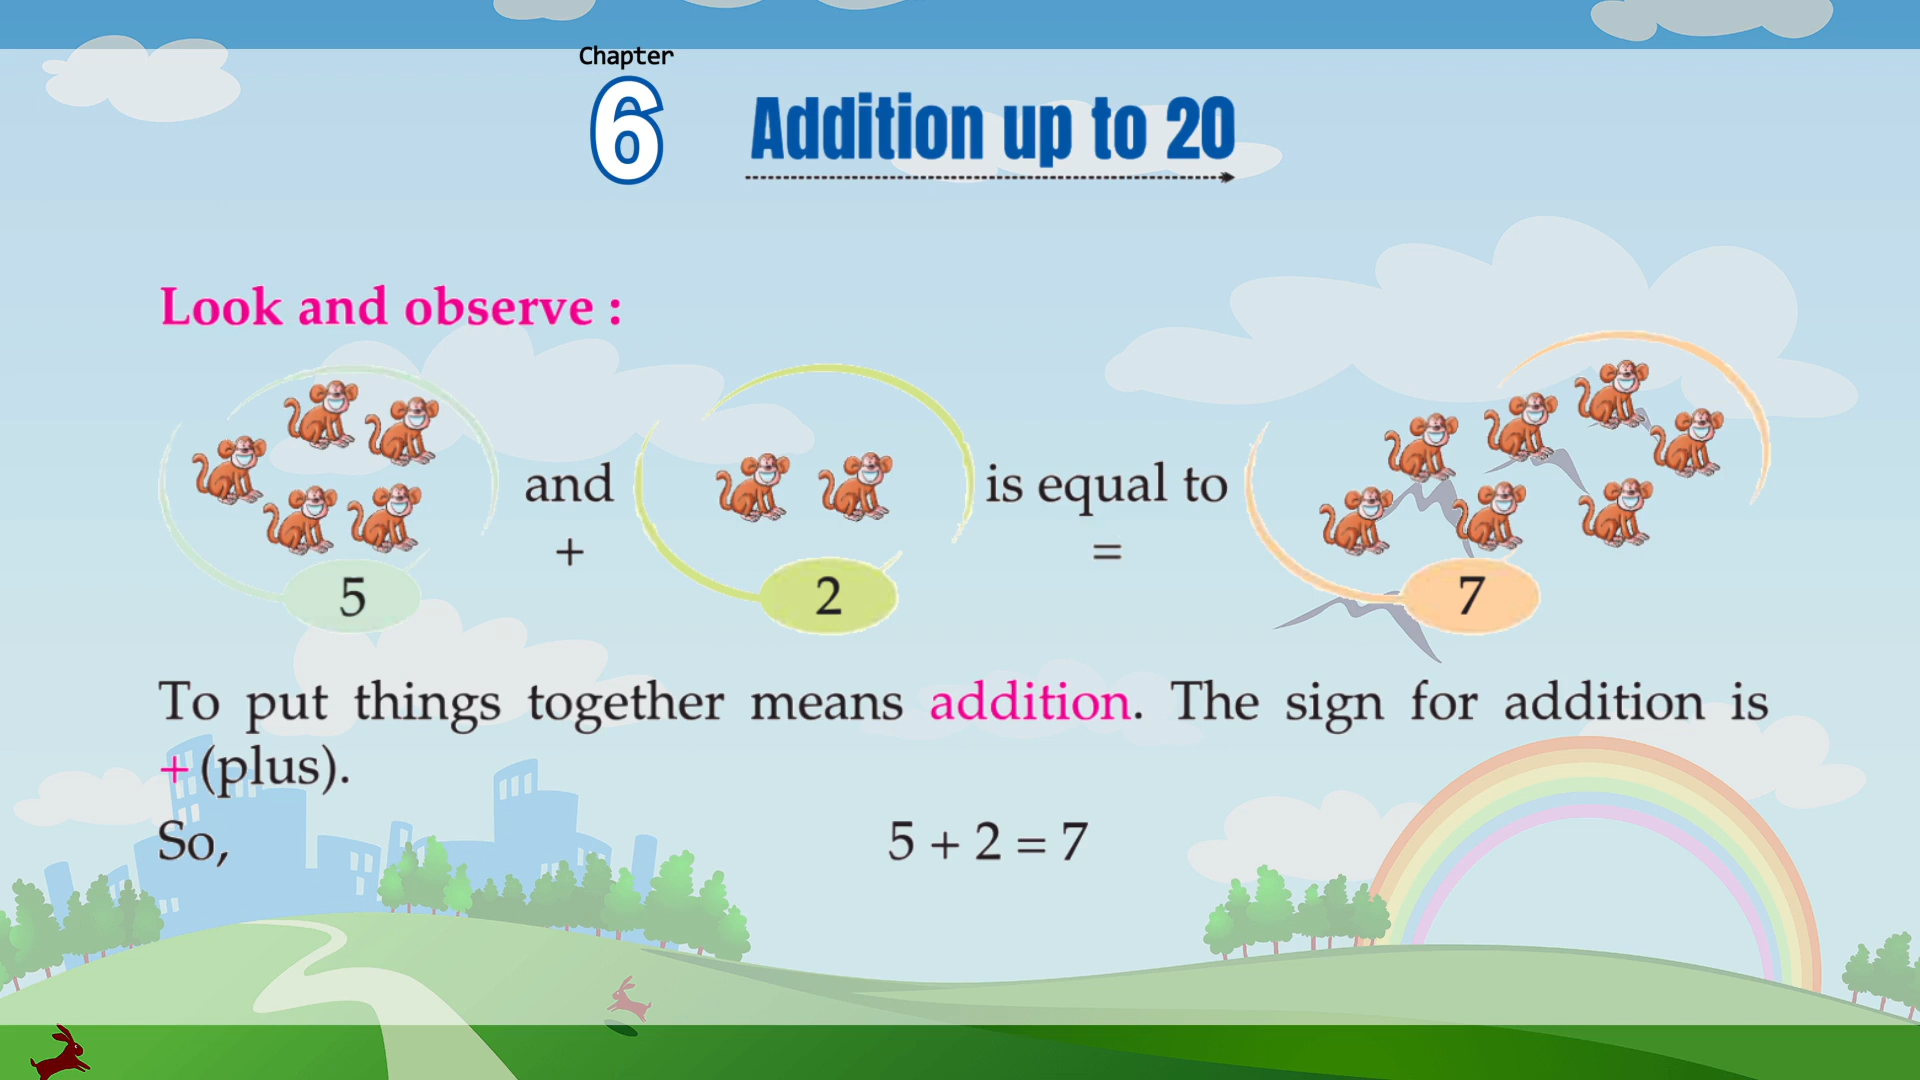 Chapter
6 Addition up to 20
Look and observe :
and is equal to
+ =
5 2 7
To put things together means addition. The sign for addition is
+ (plus).
So, 5 + 2 = 7